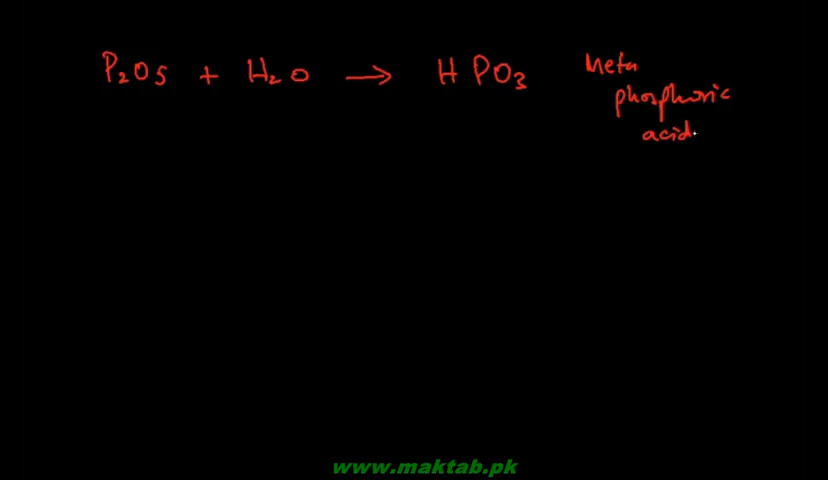 P₂O5 + H₂O → HPO₃ Meta
phosphoric
acid
www.maktab.pk